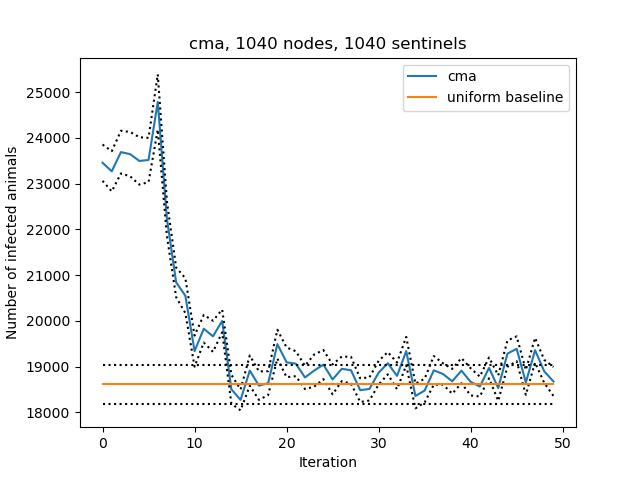 cma, 1040 nodes, 1040 sentinels
cma
uniform baseline
Number of infected animals
25000
24000
23000
22000
21000
20000
19000
18000
0 10 20 30 40 50
Iteration